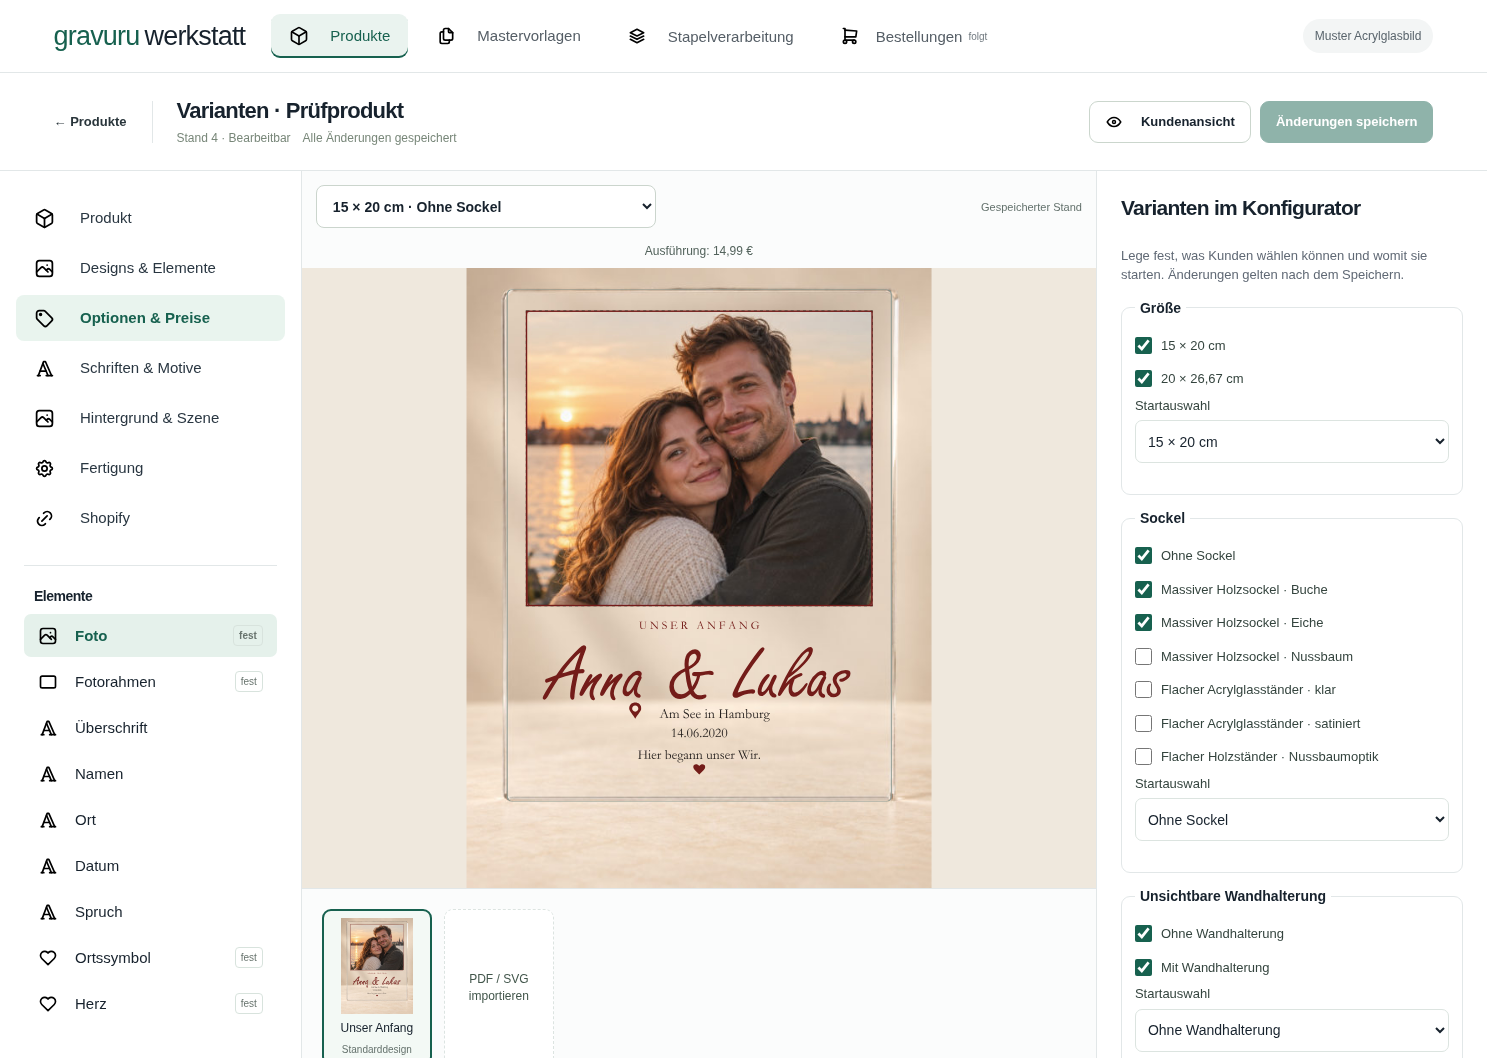 gravuru werkstatt
Produkte
Mastervorlagen
Stapelverarbeitung
Bestellungen folgt
Muster Acrylglasbild
← Produkte
Varianten · Prüfprodukt
Stand 4 · Bearbeitbar Alle Änderungen gespeichert
Kundenansicht
Änderungen speichern
Produkt
Designs & Elemente
Optionen & Preise
Schriften & Motive
Hintergrund & Szene
Fertigung
Shopify
Elemente
Foto fest
Fotorahmen fest
Überschrift
Namen
Ort
Datum
Spruch
Ortssymbol fest
Herz fest
15 × 20 cm · Ohne Sockel
Gespeicherter Stand
Ausführung: 14,99 €
UNSER ANFANG
Anna & Lukas
Am See in Hamburg
14.06.2020
Hier begann unser Wir.
Anna & Lukas
Unser Anfang
Standarddesign
PDF / SVG
importieren
Varianten im Konfigurator
Lege fest, was Kunden wählen können und womit sie
starten. Änderungen gelten nach dem Speichern.
Größe
15 × 20 cm
20 × 26,67 cm
Startauswahl
15 × 20 cm
Sockel
Ohne Sockel
Massiver Holzsockel · Buche
Massiver Holzsockel · Eiche
Massiver Holzsockel · Nussbaum
Flacher Acrylglasständer · klar
Flacher Acrylglasständer · satiniert
Flacher Holzständer · Nussbaumoptik
Startauswahl
Ohne Sockel
Unsichtbare Wandhalterung
Ohne Wandhalterung
Mit Wandhalterung
Startauswahl
Ohne Wandhalterung